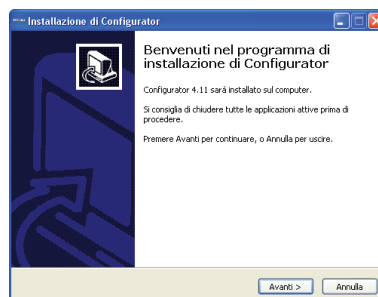 Installazione di Configurator
Benvenuti nel programma di
installazione di Configurator
Configurator 4.11 sará installato sul computer.
Si consiglia di chiudere tutte le applicazioni attive prima di
procedere.
Premere Avanti per continuare, o Annulla per uscire.
Avanti >
Annulla